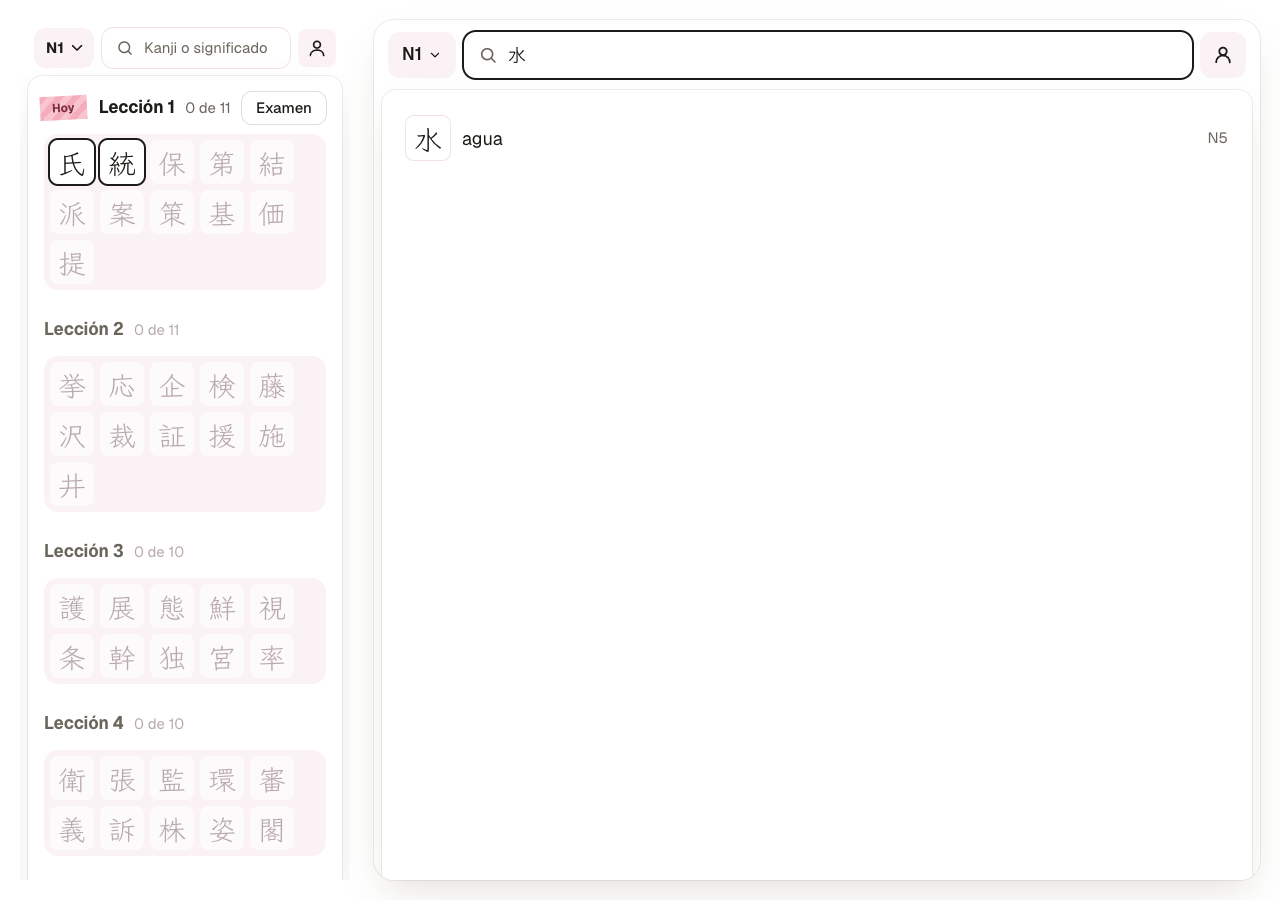 N1 Kanji o significado
Hoy Lección 1 0 de 11 Examen
氏 統 保 第 結
派 案 策 基 価
提
Lección 2 0 de 11
挙 応 企 検 藤
沢 裁 証 援 施
井
Lección 3 0 de 10
護 展 態 鮮 視
条 幹 独 宮 率
Lección 4 0 de 10
衛 張 監 環 審
義 訴 株 姿 閣
N1 水
水 agua N5